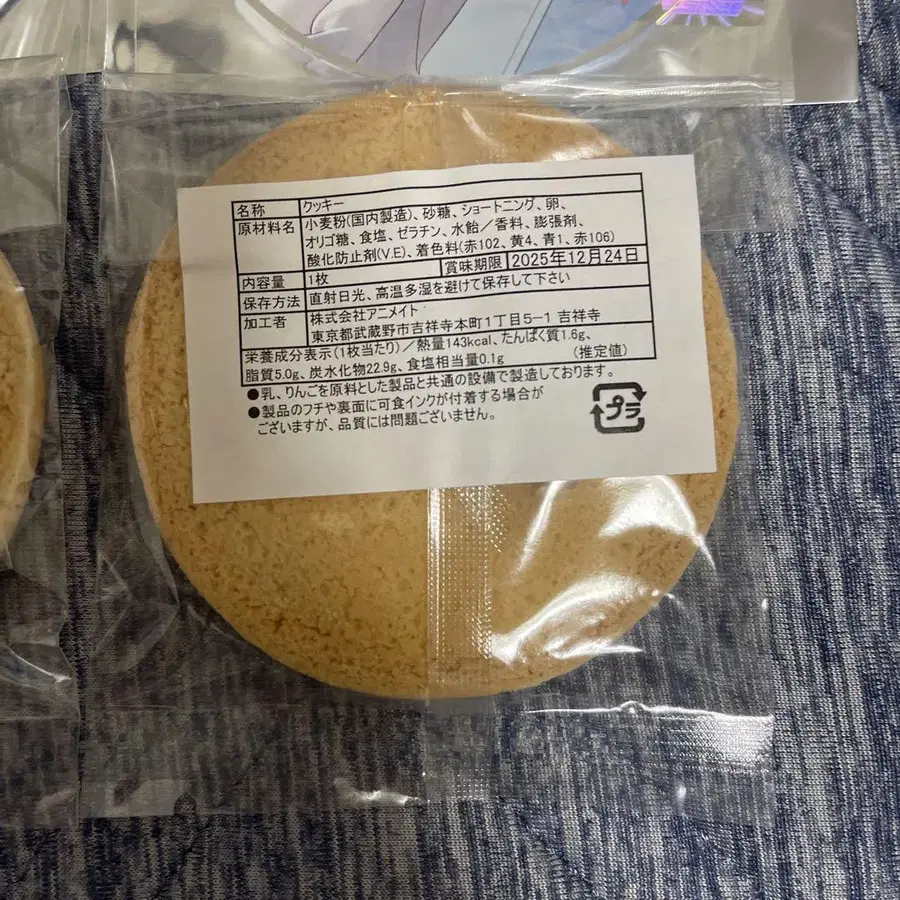 名称 クッキー
原材料名 小麦粉(国内製造)、砂糖、ショートニング、卵、
オリゴ糖、食塩、ゼラチン、水飴／香料、膨張剤、
酸化防止剤(V.E)、着色料(赤102、黄4、青1、赤106)
内容量 1枚 賞味期限 2025年12月24日
保存方法 直射日光、高温多湿を避けて保存して下さい
加工者 株式会社アニメイト
東京都武蔵野市吉祥寺本町1丁目5-1 吉祥寺
栄養成分表示(1枚当たり)／熱量143kcal、たんぱく質1.6g、
脂質5.0g、炭水化物22.9g、食塩相当量0.1g (推定値)
●乳、りんごを原料とした製品と共通の設備で製造しております。
●製品のフチや裏面に可食インクが付着する場合が
ございますが、品質には問題ございません。
プラ